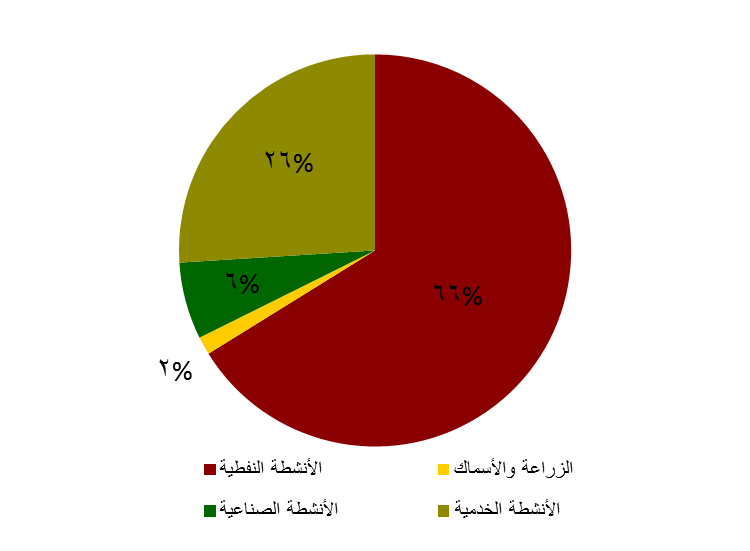 ٢٦%
٦%
٦٦%
٢%
الأنشطة النفطية
الزراعة والأسماك
الأنشطة الصناعية
الأنشطة الخدمية